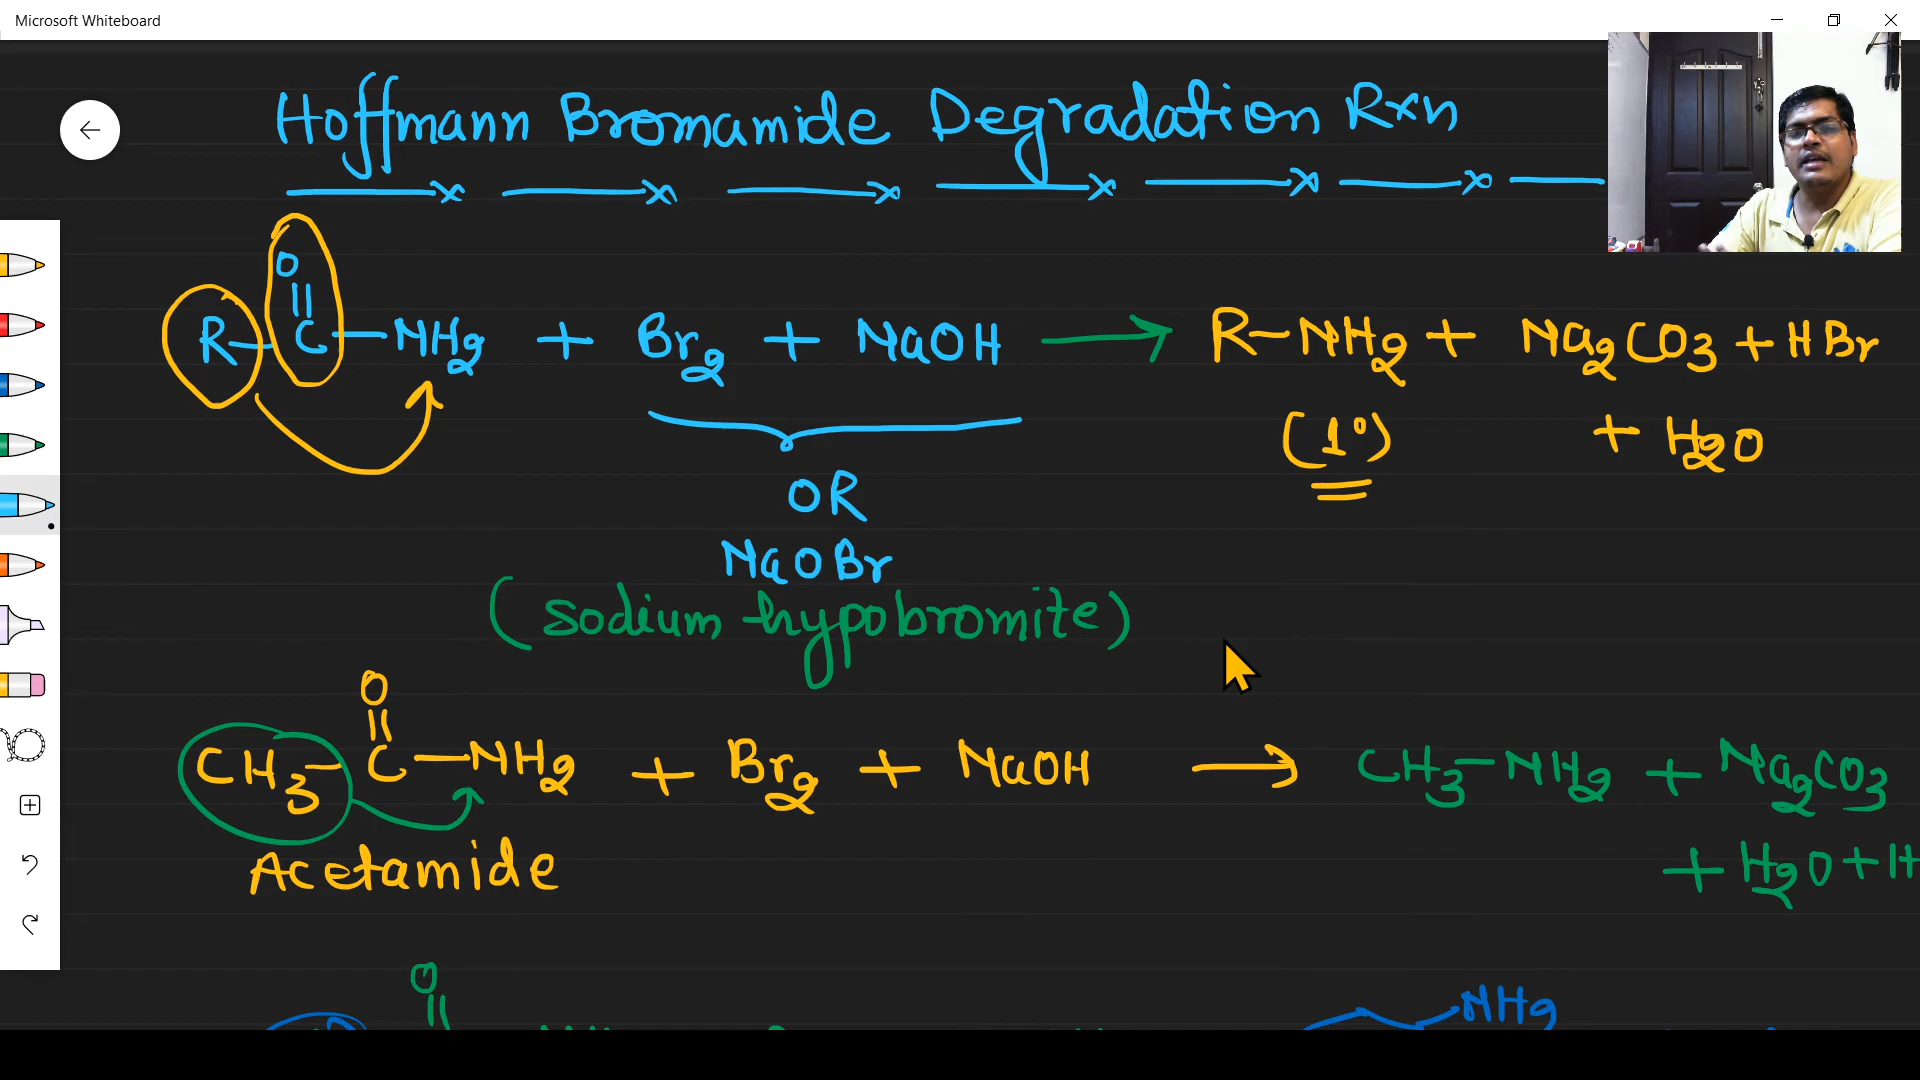 Microsoft Whiteboard
Hoffmann Bromamide Degradation Rxn
O
R-C-NH2 + Br2 + NaOH → R-NH2 + Na2CO3 + HBr
(1°) + H2O
OR
NaOBr
(sodium hypobromite)
O
CH3-C-NH2 + Br2 + NaOH → CH3-NH2 + Na2CO3
+ H2O + H
Acetamide
O
NH2